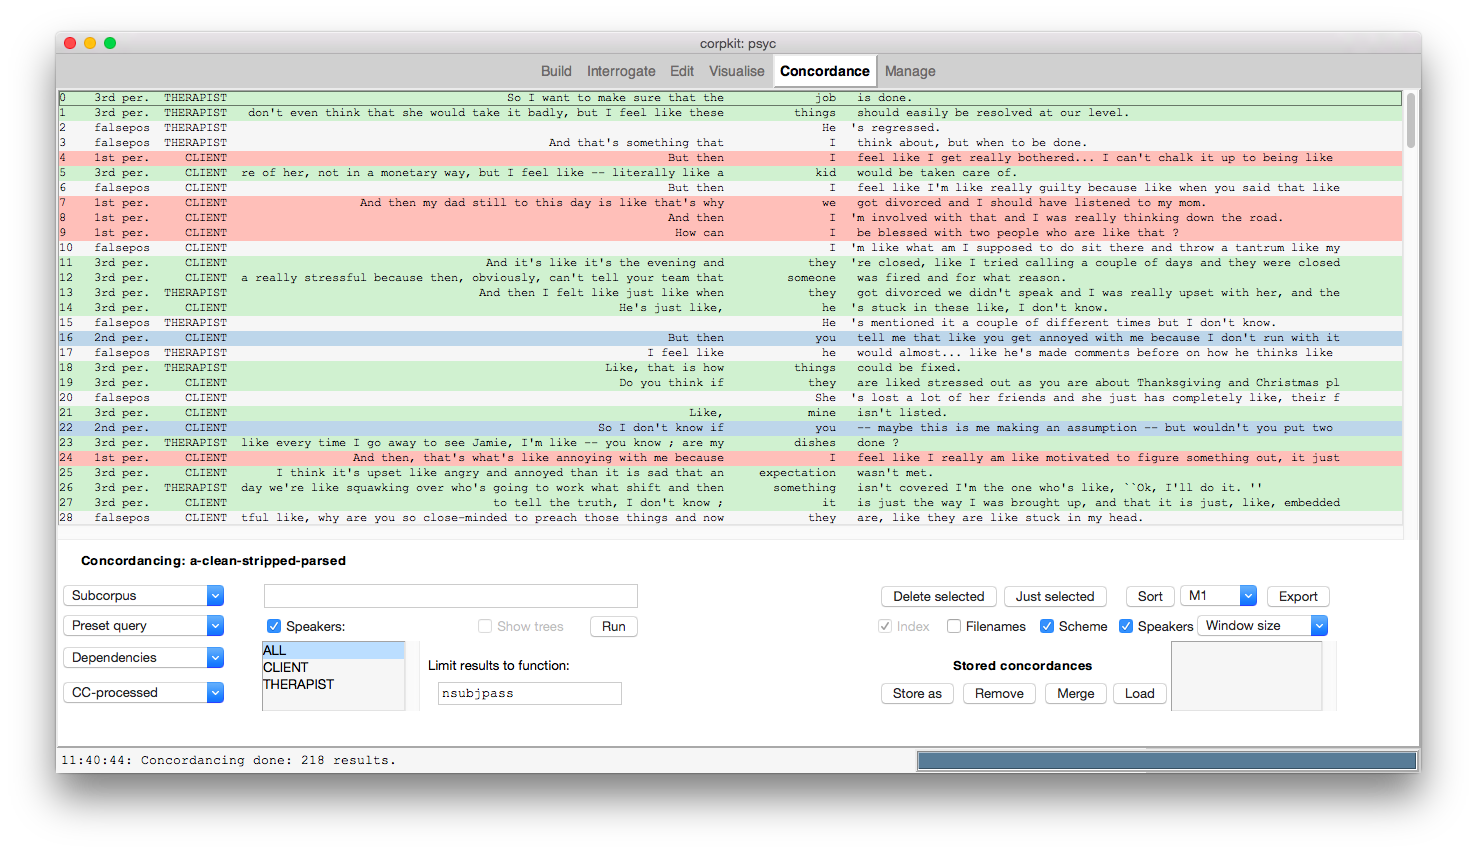 corpkit: psyc
Build Interrogate Edit Visualise Concordance Manage
0 3rd per. THERAPIST So I want to make sure that the job is done.
1 3rd per. THERAPIST don't even think that she would take it badly, but I feel like these things should easily be resolved at our level.
2 falsepos THERAPIST He 's regressed.
3 falsepos THERAPIST And that's something that I think about, but when to be done.
4 1st per. CLIENT But then I feel like I get really bothered... I can't chalk it up to being like
5 3rd per. CLIENT re of her, not in a monetary way, but I feel like -- literally like a kid would be taken care of.
6 falsepos CLIENT But then I feel like I'm like really guilty because like when you said that like
7 1st per. CLIENT And then my dad still to this day is like that's why we got divorced and I should have listened to my mom.
8 1st per. CLIENT And then I 'm involved with that and I was really thinking down the road.
9 1st per. CLIENT How can I be blessed with two people who are like that ?
10 falsepos CLIENT I 'm like what am I supposed to do sit there and throw a tantrum like my
11 3rd per. CLIENT And it's like it's the evening and they 're closed, like I tried calling a couple of days and they were closed
12 3rd per. CLIENT a really stressful because then, obviously, can't tell your team that someone was fired and for what reason.
13 3rd per. THERAPIST And then I felt like just like when they got divorced we didn't speak and I was really upset with her, and the
14 3rd per. CLIENT He's just like, he 's stuck in these like, I don't know.
15 falsepos THERAPIST He 's mentioned it a couple of different times but I don't know.
16 2nd per. CLIENT But then you tell me that like you get annoyed with me because I don't run with it
17 falsepos THERAPIST I feel like he would almost... like he's made comments before on how he thinks like
18 3rd per. THERAPIST Like, that is how things could be fixed.
19 3rd per. CLIENT Do you think if they are liked stressed out as you are about Thanksgiving and Christmas pl
20 falsepos CLIENT She 's lost a lot of her friends and she just has completely like, their f
21 3rd per. CLIENT Like, mine isn't listed.
22 2nd per. CLIENT So I don't know if you -- maybe this is me making an assumption -- but wouldn't you put two
23 3rd per. THERAPIST like every time I go away to see Jamie, I'm like -- you know ; are my dishes done ?
24 1st per. CLIENT And then, that's what's like annoying with me because I feel like I really am like motivated to figure something out, it just
25 3rd per. CLIENT I think it's upset like angry and annoyed than it is sad that an expectation wasn't met.
26 3rd per. THERAPIST day we're like squawking over who's going to work what shift and then something isn't covered I'm the one who's like, ``Ok, I'll do it. ''
27 3rd per. CLIENT to tell the truth, I don't know ; it is just the way I was brought up, and that it is just, like, embedded
28 falsepos CLIENT tful like, why are you so close-minded to preach those things and now they are, like they are like stuck in my head.
Concordancing: a-clean-stripped-parsed
Subcorpus Delete selected Just selected Sort M1 Export
Preset query Speakers: Show trees Run Index Filenames Scheme Speakers Window size
ALL
Dependencies CLIENT Limit results to function: Stored concordances
THERAPIST
CC-processed nsubjpass Store as Remove Merge Load
11:40:44: Concordancing done: 218 results.